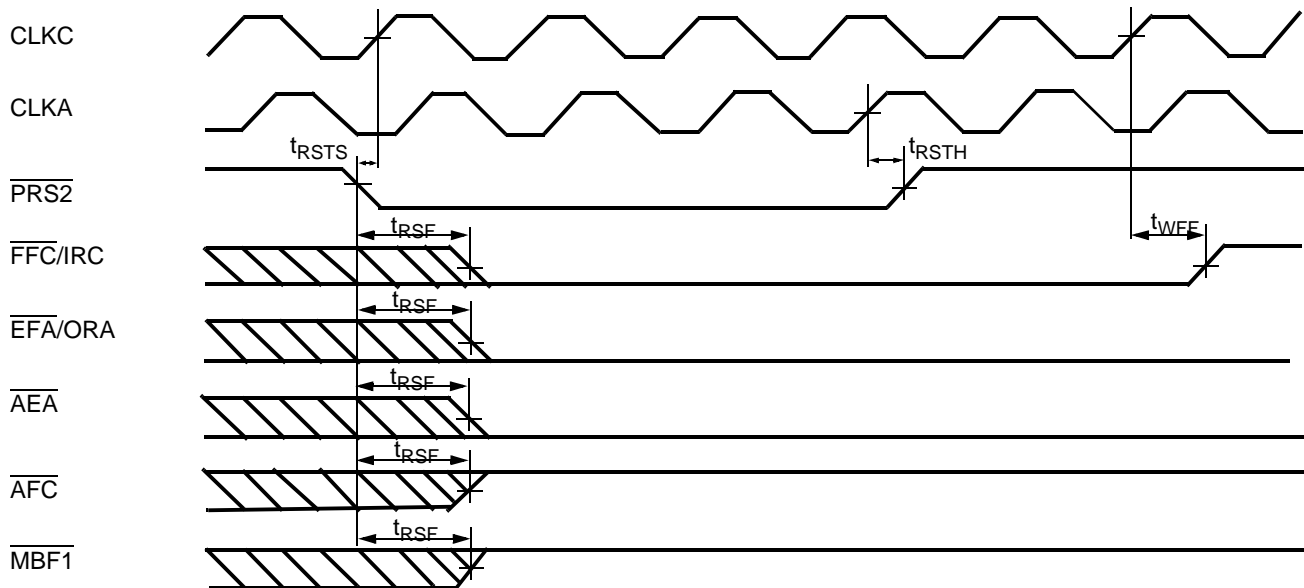 CLKC
CLKA
tRSTS
tRSTH
PRS2
tRSF
tWFF
FFC/IRC
tRSF
EFA/ORA
tRSF
AEA
tRSF
AFC
tRSF
MBF1